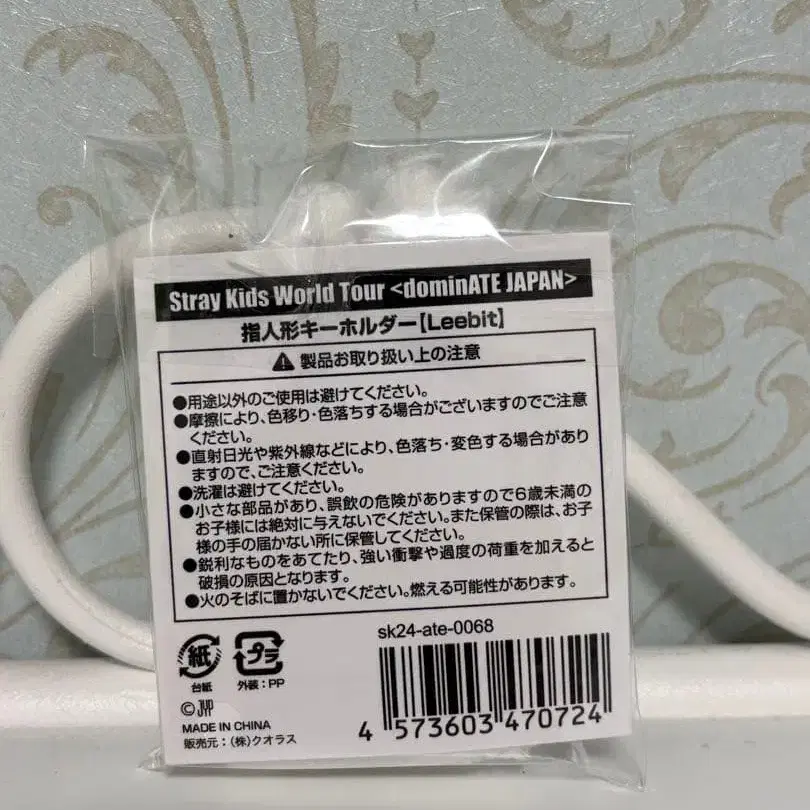 Stray Kids World Tour <dominATE JAPAN>
指人形キーホルダー【Leebit】
製品お取り扱い上の注意
●用途以外のご使用は避けてください。
●摩擦により、色移り・色落ちする場合がございますのでご注意
ください。
●直射日光や紫外線などにより、色落ち・変色する場合があり
ますので、ご注意ください。
●洗濯は避けてください。
●小さな部品があり、誤飲の危険がありますので6歳未満の
お子様には絶対に与えないでください。また保管の際は、お子
様の手の届かない所に保管してください。
●鋭利なものをあてたり、強い衝撃や過度の荷重を加えると
破損の原因となります。
●火のそばに置かないでください。燃える可能性があります。
sk24-ate-0068
紙
プラ
台紙
外装:PP
©JYP
MADE IN CHINA
販売元:(株)クオラス
4 573603 470724